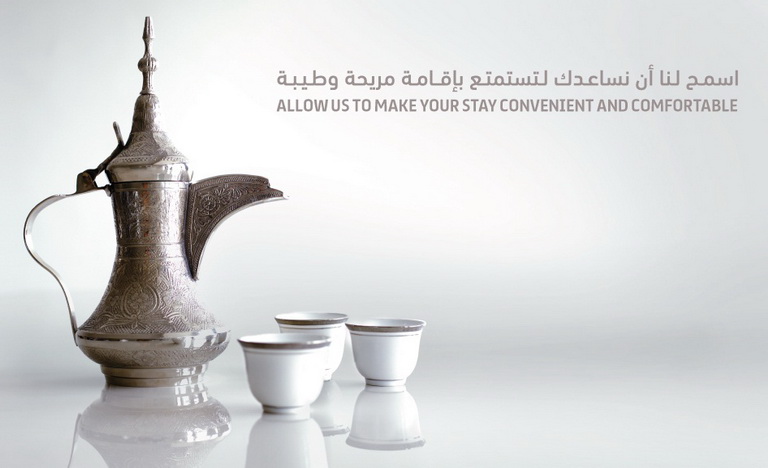 اسمح لنا أن نساعدك لتستمتع بإقامة مريحة وطيبة
ALLOW US TO MAKE YOUR STAY CONVENIENT AND COMFORTABLE